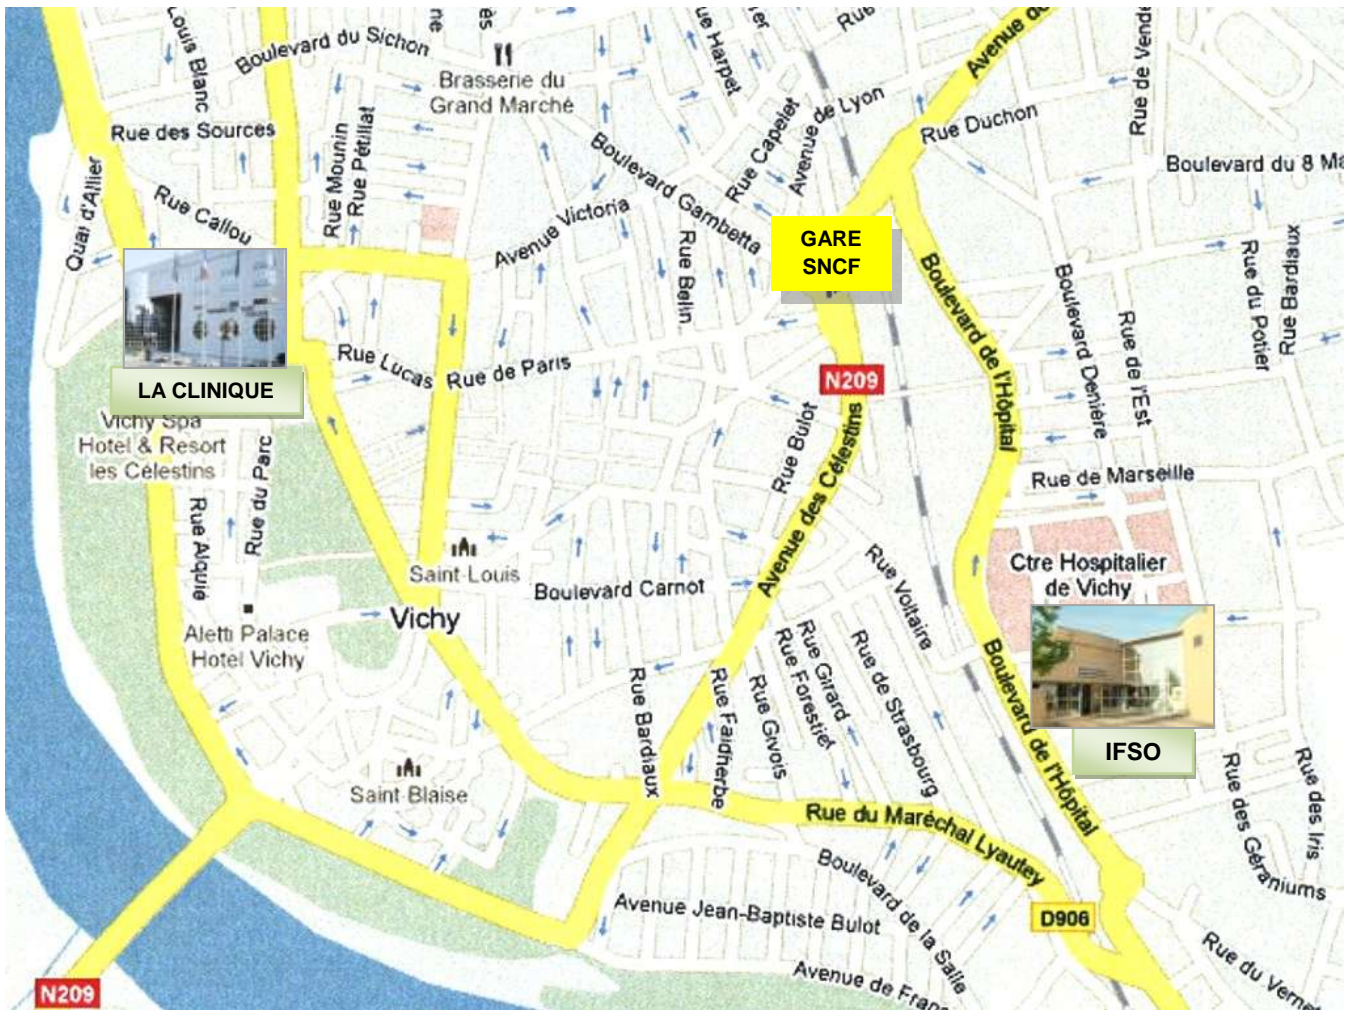 Louis Blanc
Boulevard du Sichon
Brasserie du
Grand Marché
Rue Harpet
Rue
Avenue de
Rue de Vende
Rue des Sources
Rue Mounin
Rue Pétillat
Boulevard Gambetta
Rue Capelet
Avenue de Lyon
Rue Duchon
Boulevard du 8 Ma
Quai d'Allier
Rue Callou
Avenue Victoria
Rue Belin
GARE
SNCF
Boulevard de l'Hôpital
Boulevard Denière
Rue de l'Est
Rue du Potier
Rue Bardiaux
LA CLINIQUE
Rue Lucas
Rue de Paris
N209
Vichy Spa
Hotel & Resort
les Célestins
Rue du Parc
Rue Alquié
Rue Bulot
Avenue des Célestins
Rue de Marseille
Saint-Louis
Boulevard Carnot
Rue Voltaire
Ctre Hospitalier
de Vichy
Vichy
Aletti Palace
Hotel Vichy
Rue Bardiaux
Rue Faidherbe
Rue Givois
Rue Forestier
Rue Girard
Rue de Strasbourg
Boulevard de l'Hôpital
IFSO
Saint-Blaise
Rue du Maréchal Lyautey
Rue des Géraniums
Rue des Iris
Boulevard de la Salle
Avenue Jean-Baptiste Bulot
D906
Avenue de Franc
Rue du Vernet
N209